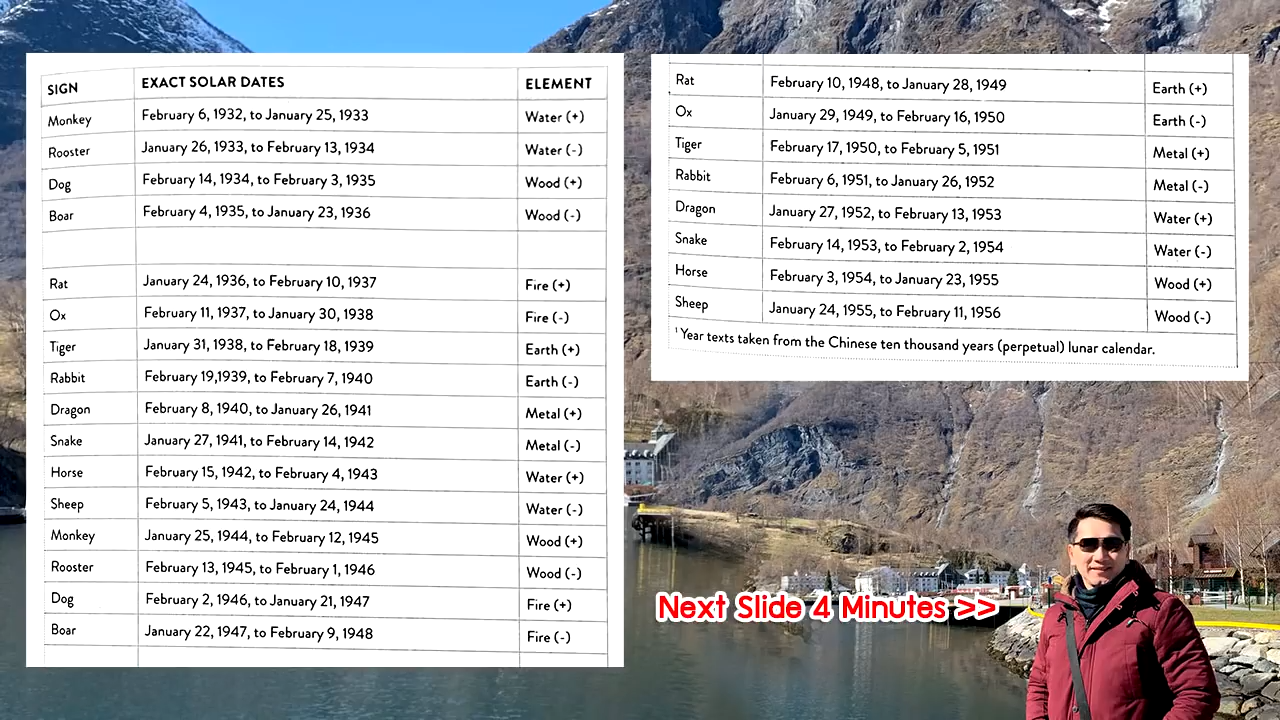 SIGN EXACT SOLAR DATES ELEMENT
Monkey February 6, 1932, to January 25, 1933 Water (+)
Rooster January 26, 1933, to February 13, 1934 Water (-)
Dog February 14, 1934, to February 3, 1935 Wood (+)
Boar February 4, 1935, to January 23, 1936 Wood (-)
Rat January 24, 1936, to February 10, 1937 Fire (+)
Ox February 11, 1937, to January 30, 1938 Fire (-)
Tiger January 31, 1938, to February 18, 1939 Earth (+)
Rabbit February 19,1939, to February 7, 1940 Earth (-)
Dragon February 8, 1940, to January 26, 1941 Metal (+)
Snake January 27, 1941, to February 14, 1942 Metal (-)
Horse February 15, 1942, to February 4, 1943 Water (+)
Sheep February 5, 1943, to January 24, 1944 Water (-)
Monkey January 25, 1944, to February 12, 1945 Wood (+)
Rooster February 13, 1945, to February 1, 1946 Wood (-)
Dog February 2, 1946, to January 21, 1947 Fire (+)
Boar January 22, 1947, to February 9, 1948 Fire (-)
Rat February 10, 1948, to January 28, 1949 Earth (+)
Ox January 29, 1949, to February 16, 1950 Earth (-)
Tiger February 17, 1950, to February 5, 1951 Metal (+)
Rabbit February 6, 1951, to January 26, 1952 Metal (-)
Dragon January 27, 1952, to February 13, 1953 Water (+)
Snake February 14, 1953, to February 2, 1954 Water (-)
Horse February 3, 1954, to January 23, 1955 Wood (+)
Sheep January 24, 1955, to February 11, 1956 Wood (-)
¹ Year texts taken from the Chinese ten thousand years (perpetual) lunar calendar.
Next Slide 4 Minutes >>